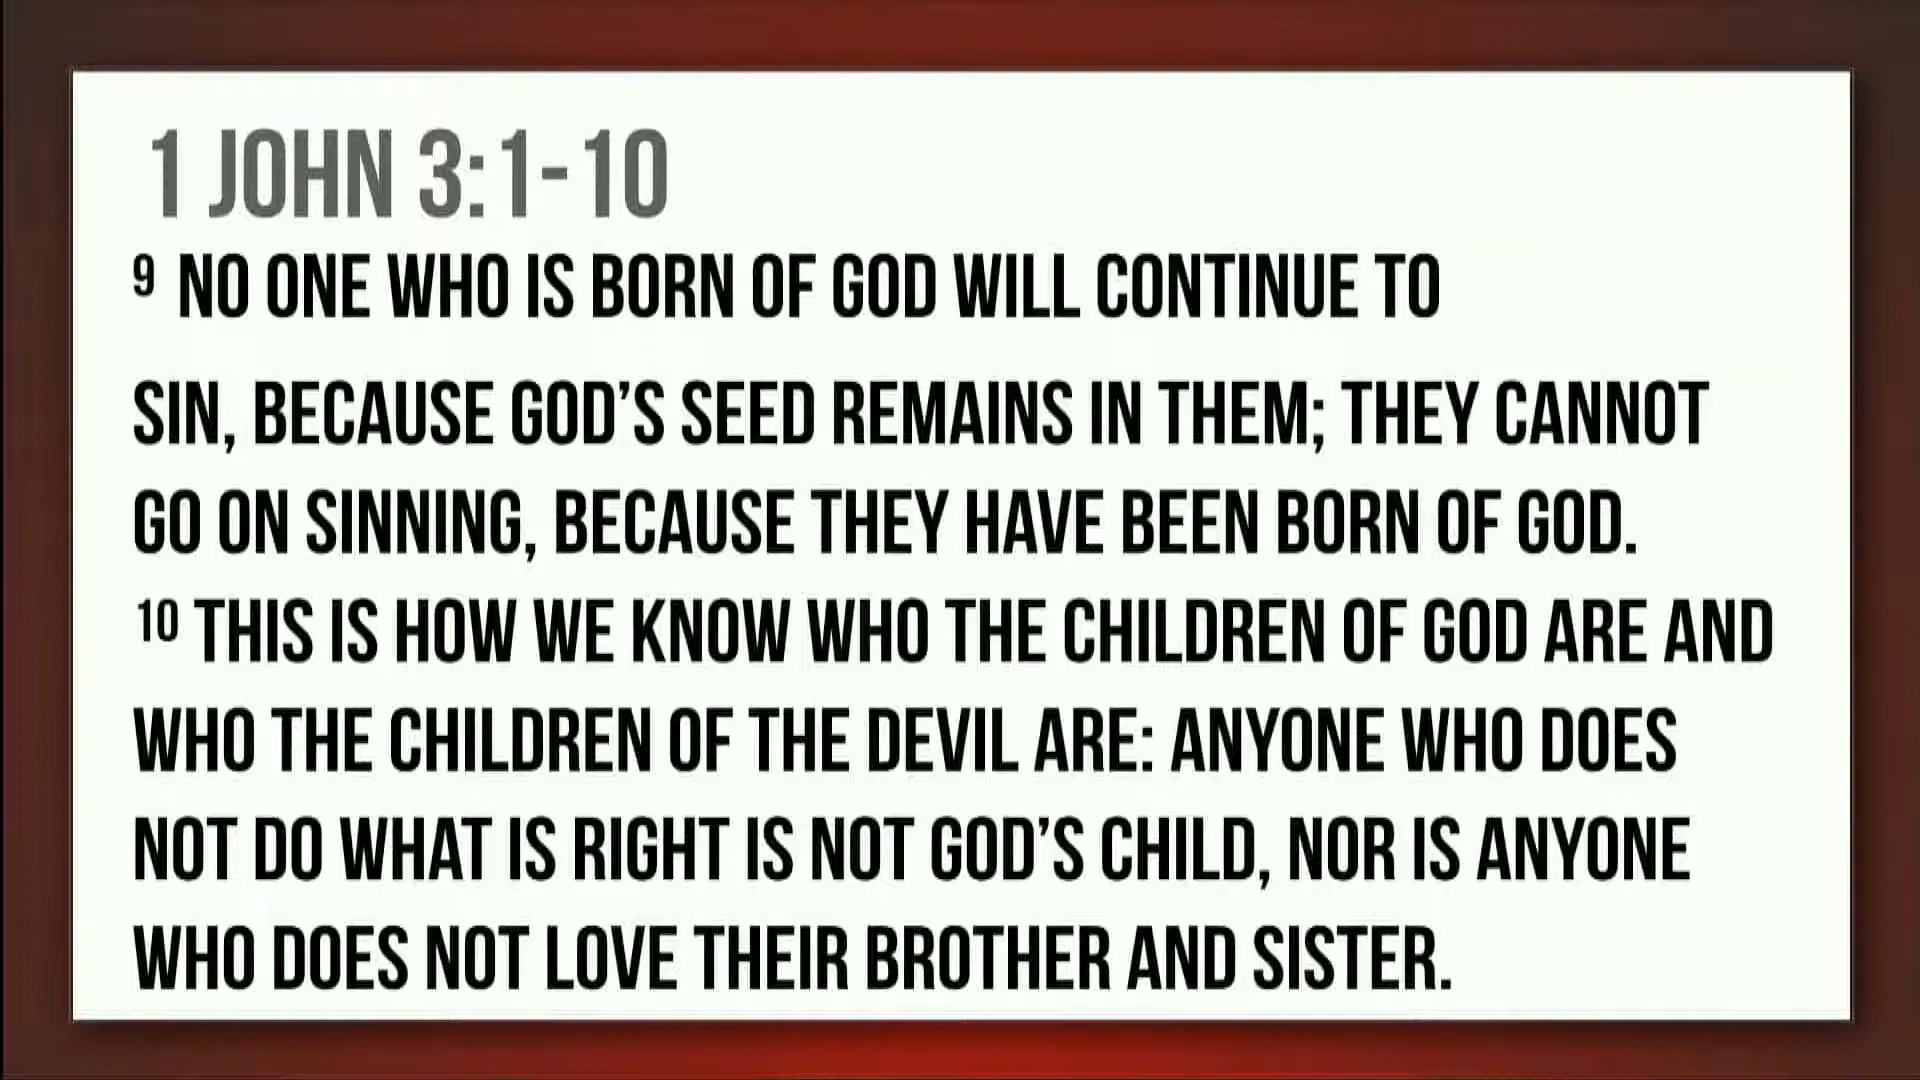 1 JOHN 3:1-10
9 NO ONE WHO IS BORN OF GOD WILL CONTINUE TO
SIN, BECAUSE GOD’S SEED REMAINS IN THEM; THEY CANNOT
GO ON SINNING, BECAUSE THEY HAVE BEEN BORN OF GOD.
10 THIS IS HOW WE KNOW WHO THE CHILDREN OF GOD ARE AND
WHO THE CHILDREN OF THE DEVIL ARE: ANYONE WHO DOES
NOT DO WHAT IS RIGHT IS NOT GOD’S CHILD, NOR IS ANYONE
WHO DOES NOT LOVE THEIR BROTHER AND SISTER.